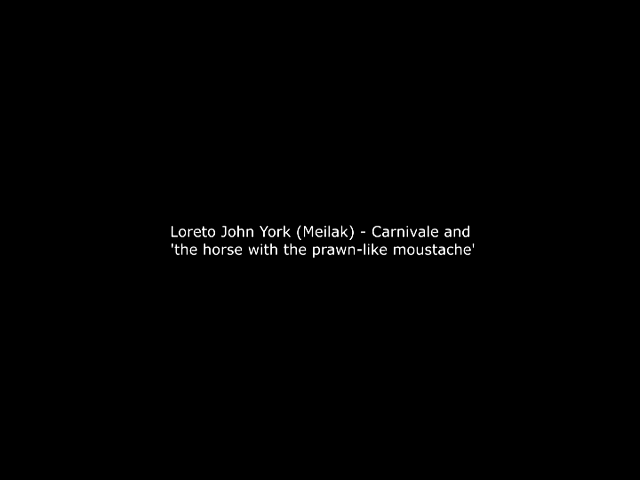 Loreto John York (Meilak) - Carnivale and
'the horse with the prawn-like moustache'